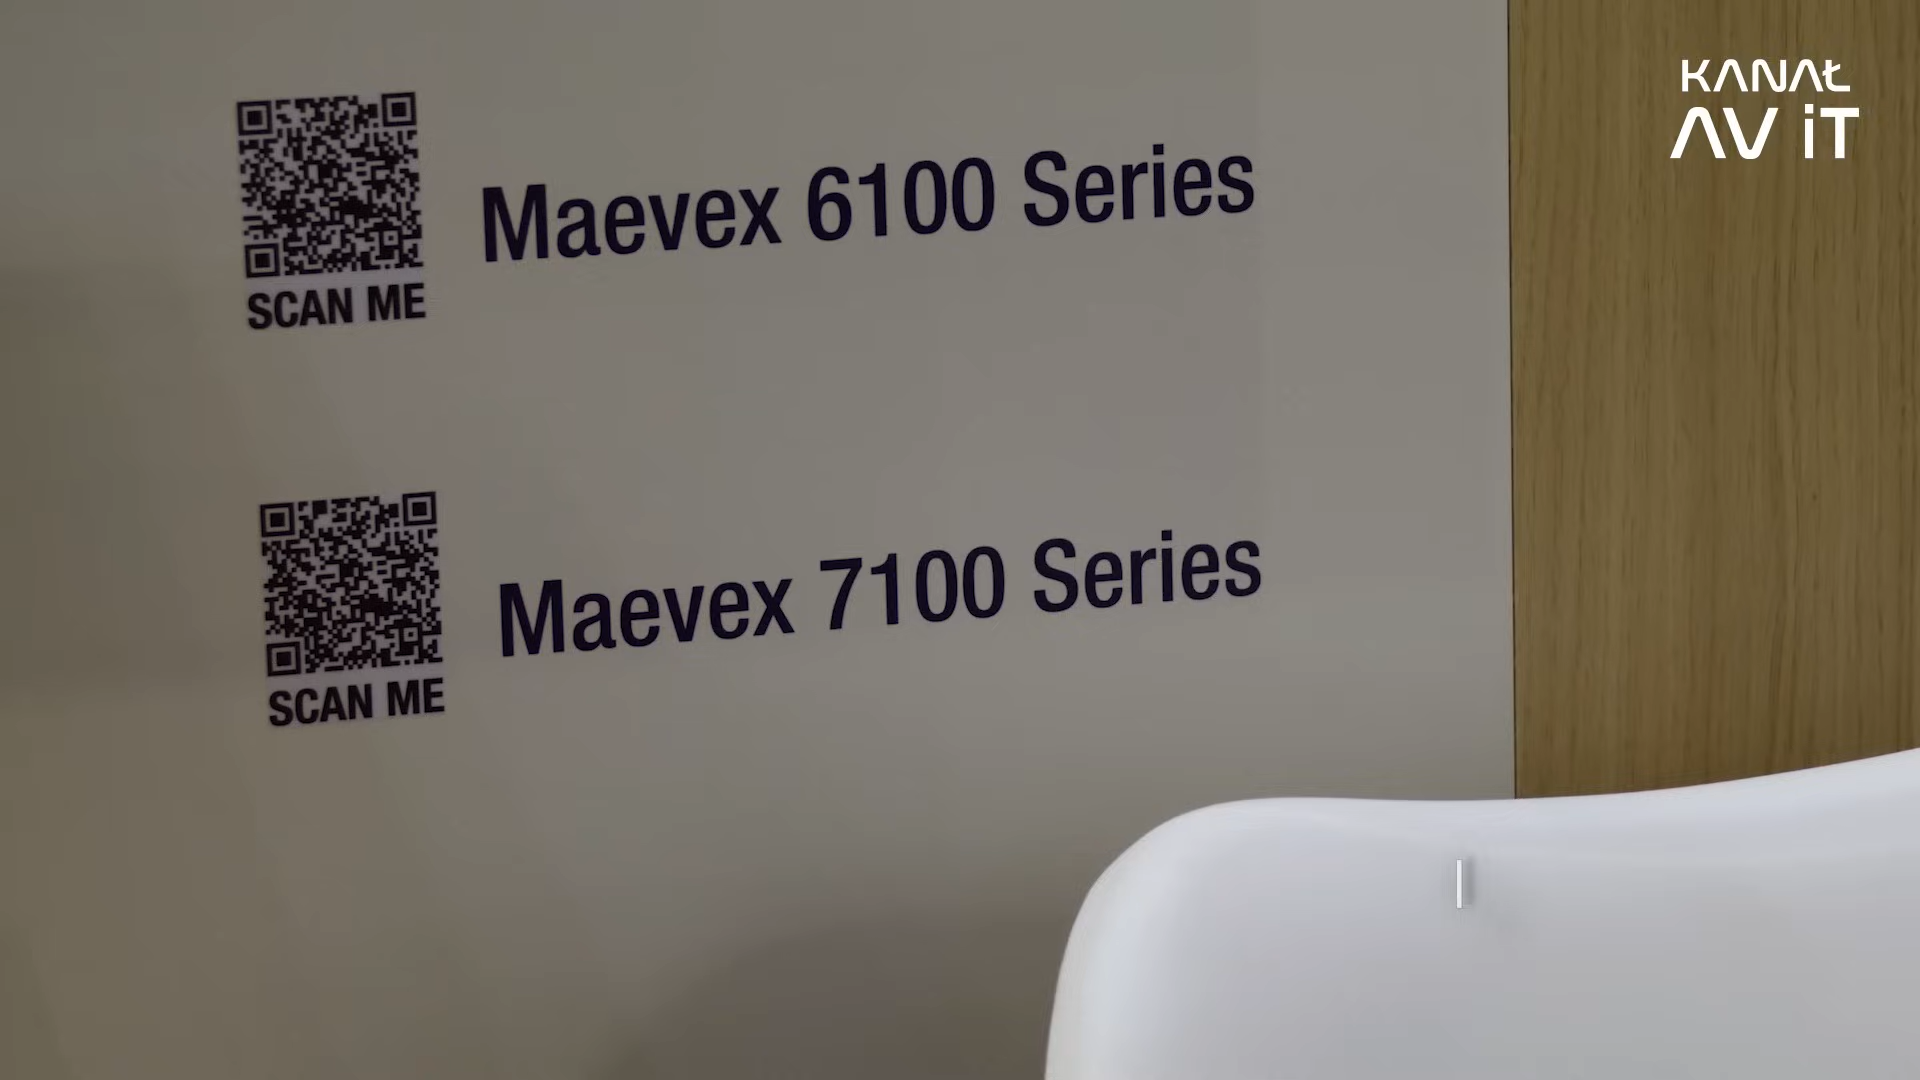 KANAŁ
AV iT
Maevex 6100 Series
SCAN ME
Maevex 7100 Series
SCAN ME